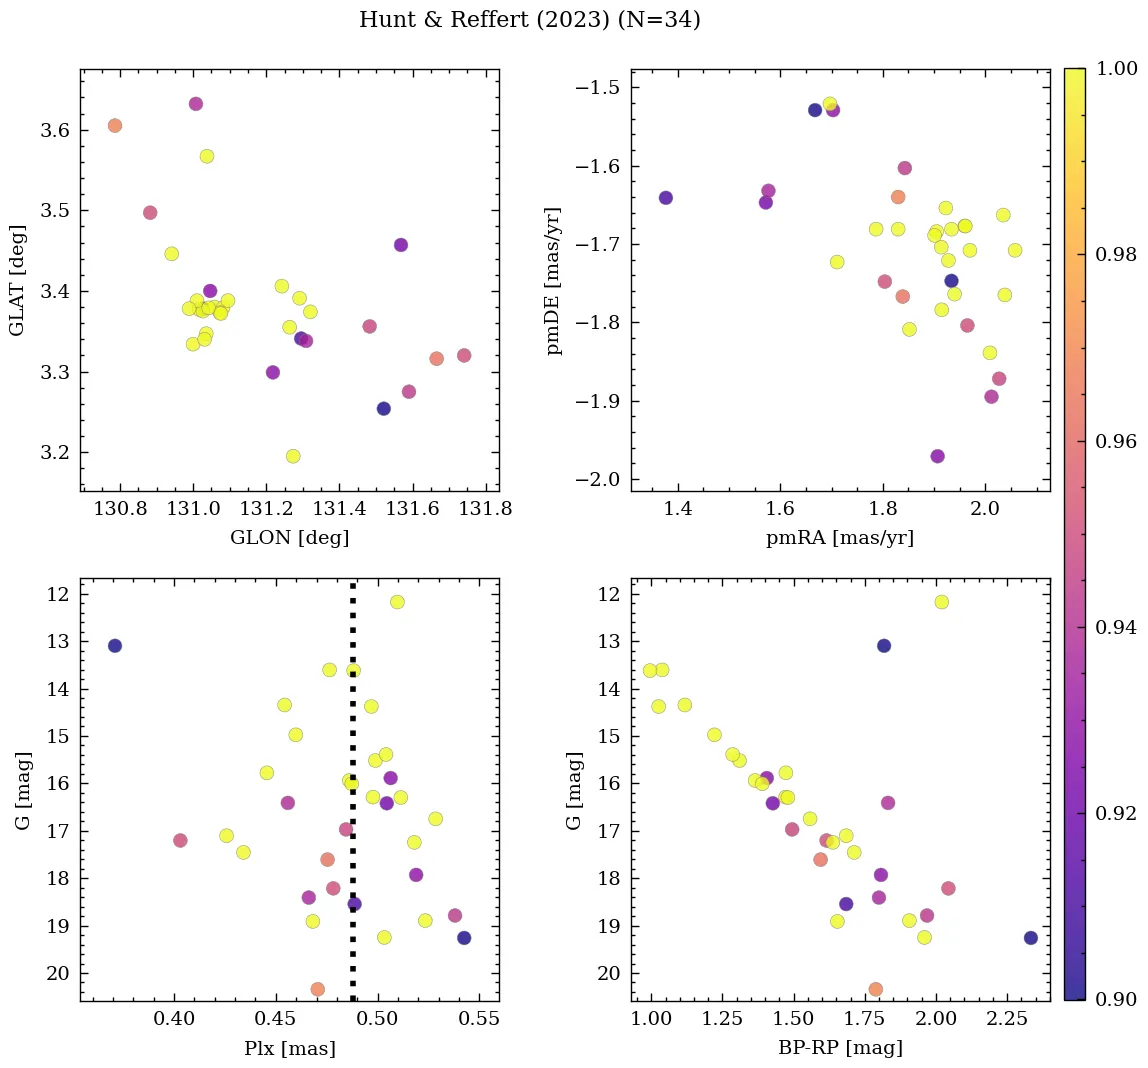 Hunt & Reffert (2023) (N=34)
3.6
3.5
3.4
3.3
3.2
GLAT [deg]
130.8 131.0 131.2 131.4 131.6 131.8
GLON [deg]
−1.5
−1.6
−1.7
−1.8
−1.9
−2.0
pmDE [mas/yr]
1.4 1.6 1.8 2.0
pmRA [mas/yr]
1.00
0.98
0.96
0.94
0.92
0.90
12
13
14
15
16
17
18
19
20
G [mag]
0.40 0.45 0.50 0.55
Plx [mas]
12
13
14
15
16
17
18
19
20
G [mag]
1.00 1.25 1.50 1.75 2.00 2.25
BP-RP [mag]